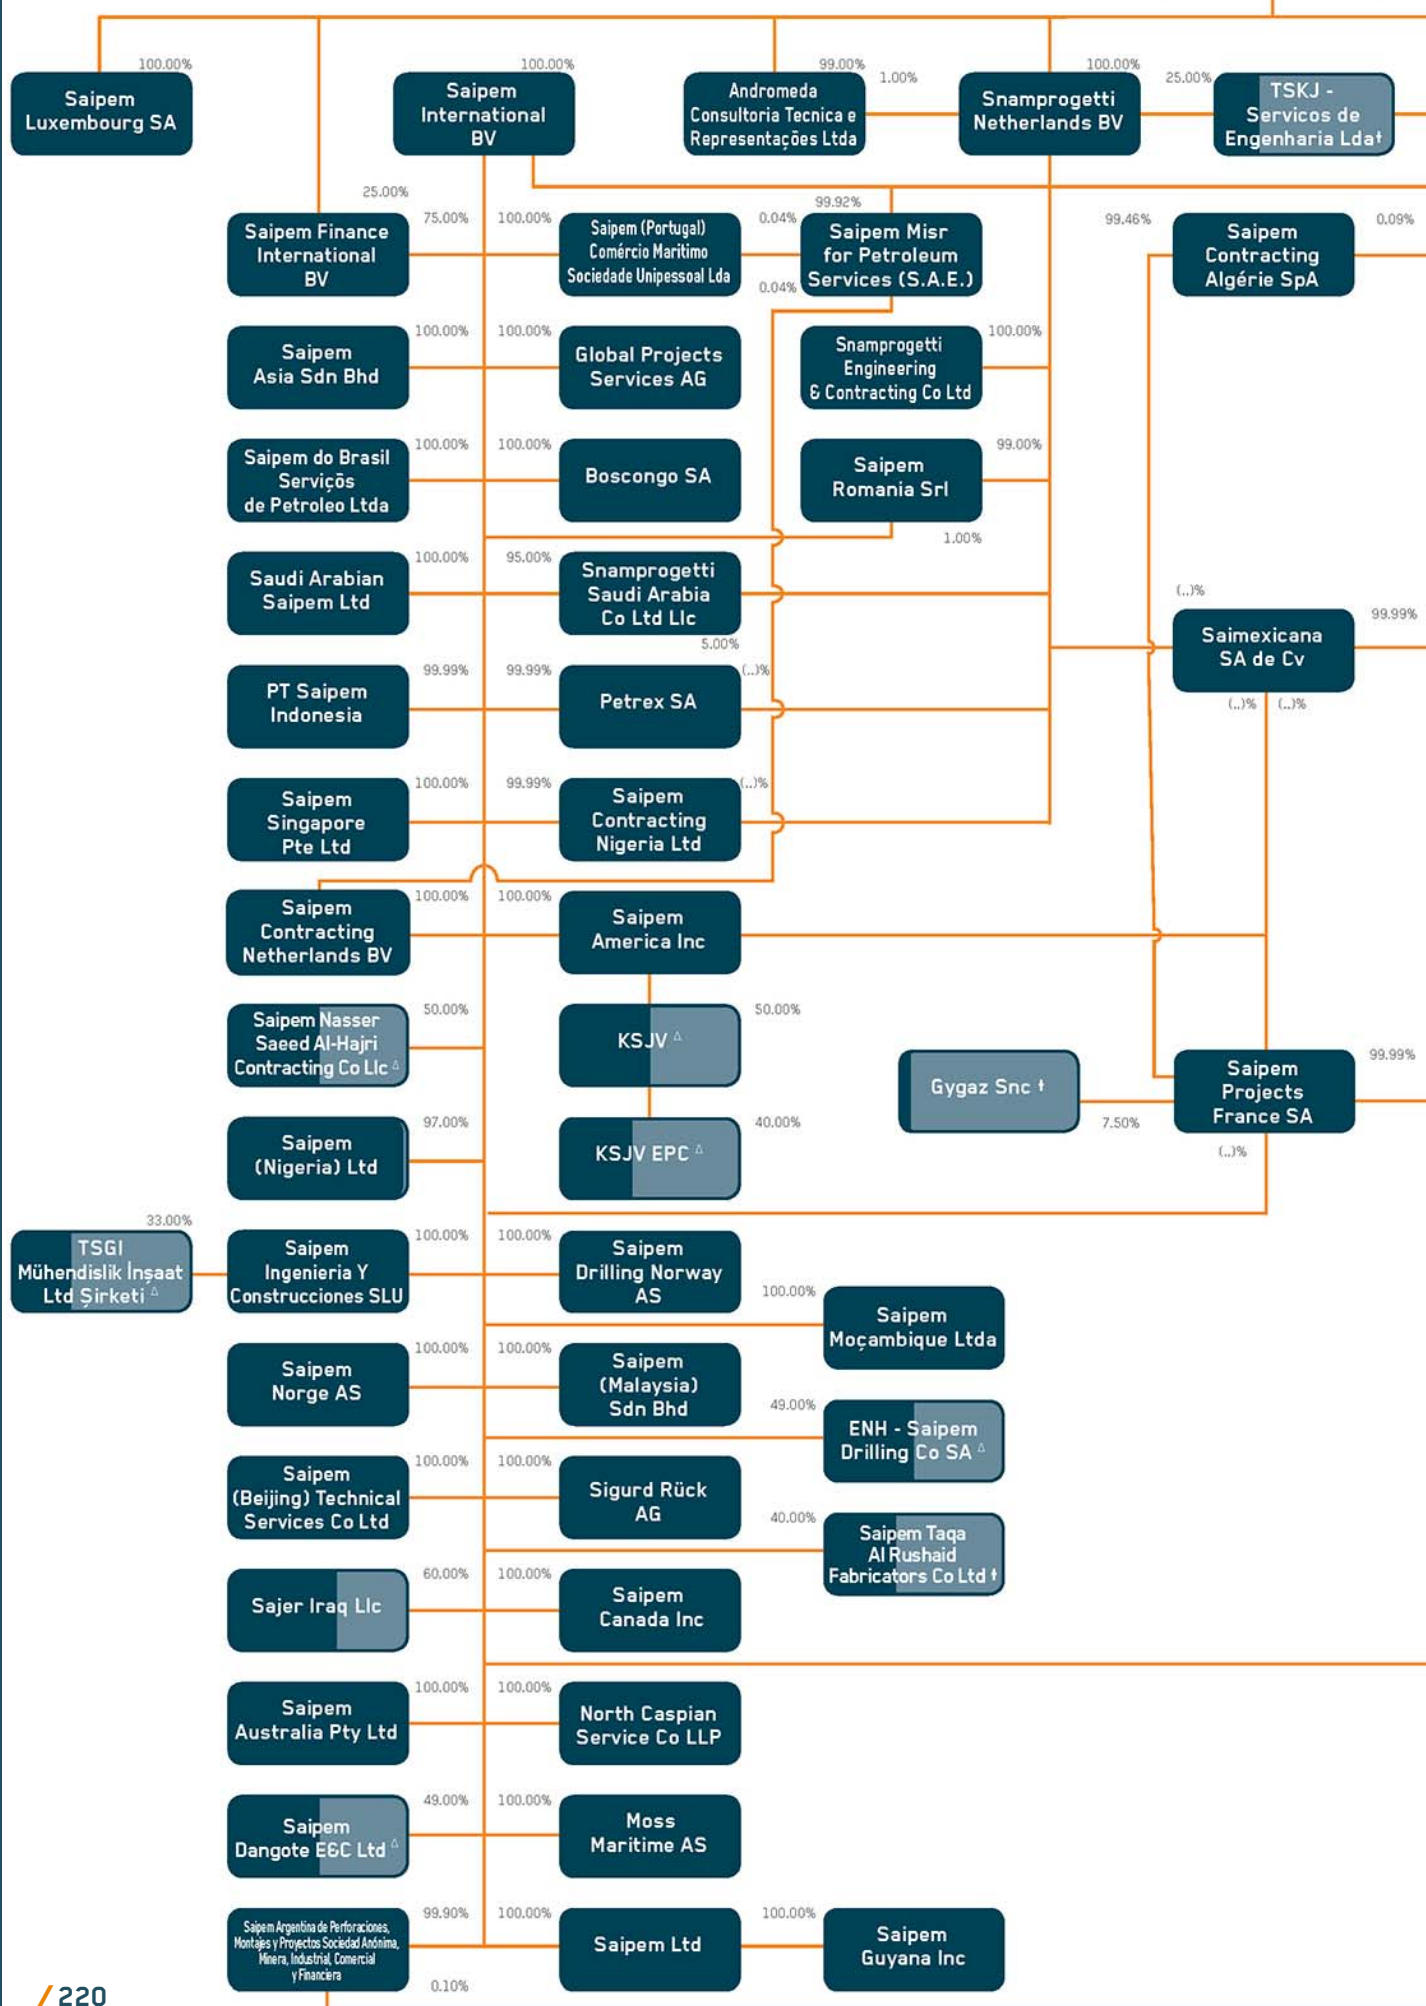 100.00%
Saipem
Luxembourg SA
100.00%
Saipem
International
BV
99.00%
Andromeda
Consultoria Tecnica e
Representações Ltda
1.00%
100.00%
Snamprogetti
Netherlands BV
25.00%
TSKJ -
Servicos de
Engenharia Lda†
25.00%
Saipem Finance
International
BV
75.00%
100.00%
Saipem (Portugal)
Comércio Maritimo
Sociedade Unipessoal Lda
0.04%
99.92%
Saipem Misr
for Petroleum
Services (S.A.E.)
0.04%
99.46%
Saipem
Contracting
Algérie SpA
0.09%
Saipem
Asia Sdn Bhd
100.00%
100.00%
Global Projects
Services AG
Snamprogetti
Engineering
& Contracting Co Ltd
100.00%
Saipem do Brasil
Serviçõs
de Petroleo Ltda
100.00%
100.00%
Boscongo SA
Saipem
Romania Srl
99.00%
1.00%
Saudi Arabian
Saipem Ltd
100.00%
95.00%
Snamprogetti
Saudi Arabia
Co Ltd Llc
5.00%
(..)%
Saimexicana
SA de Cv
99.99%
(..)%
(..)%
PT Saipem
Indonesia
99.99%
99.99%
Petrex SA
(..)%
Saipem
Singapore
Pte Ltd
100.00%
99.99%
Saipem
Contracting
Nigeria Ltd
(..)%
Saipem
Contracting
Netherlands BV
100.00%
100.00%
Saipem
America Inc
Saipem Nasser
Saeed Al-Hajri
Contracting Co Llc Δ
50.00%
KSJV Δ
50.00%
Gygaz Snc †
7.50%
Saipem
Projects
France SA
99.99%
(..)%
Saipem
(Nigeria) Ltd
97.00%
KSJV EPC Δ
40.00%
33.00%
TSGI
Mühendislik İnşaat
Ltd Şirketi Δ
Saipem
Ingenieria Y
Construcciones SLU
100.00%
100.00%
Saipem
Drilling Norway
AS
100.00%
Saipem
Moçambique Ltda
Saipem
Norge AS
100.00%
100.00%
Saipem
(Malaysia)
Sdn Bhd
49.00%
ENH - Saipem
Drilling Co SA Δ
Saipem
(Beijing) Technical
Services Co Ltd
100.00%
100.00%
Sigurd Rück
AG
40.00%
Saipem Taqa
Al Rushaid
Fabricators Co Ltd †
Sajer Iraq Llc
60.00%
100.00%
Saipem
Canada Inc
Saipem
Australia Pty Ltd
100.00%
100.00%
North Caspian
Service Co LLP
Saipem
Dangote E&C Ltd Δ
49.00%
100.00%
Moss
Maritime AS
Saipem Argentina de Perforaciones,
Montajes y Proyectos Sociedad Anónima,
Minera, Industrial, Comercial
y Financiera
99.90%
0.10%
100.00%
Saipem Ltd
100.00%
Saipem
Guyana Inc
/ 220